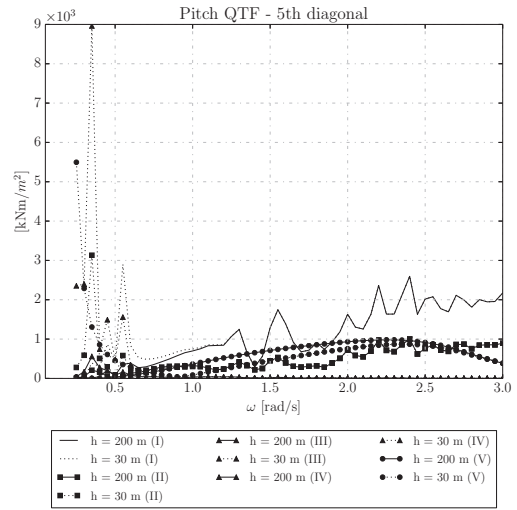 Pitch QTF - 5th diagonal
×10³
9
8
7
6
5
4
3
2
1
0
[kNm/m²]
0.5 1.0 1.5 2.0 2.5 3.0
ω [rad/s]
h = 200 m (I) h = 200 m (III) h = 30 m (IV)
h = 30 m (I) h = 30 m (III) h = 200 m (V)
h = 200 m (II) h = 200 m (IV) h = 30 m (V)
h = 30 m (II)